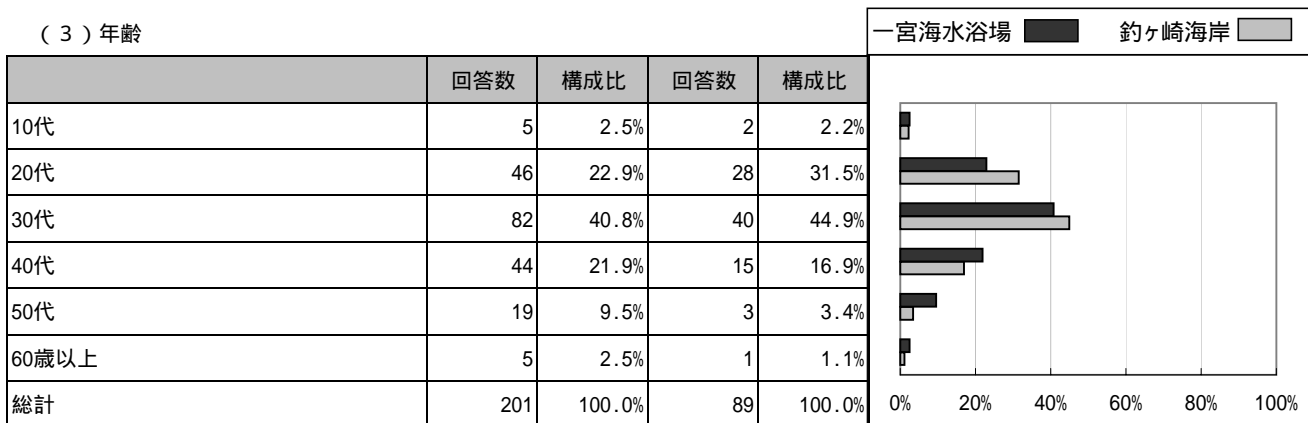 (3)年齢
一宮海水浴場 釣ヶ崎海岸
回答数 構成比 回答数 構成比
10代 5 2.5% 2 2.2%
20代 46 22.9% 28 31.5%
30代 82 40.8% 40 44.9%
40代 44 21.9% 15 16.9%
50代 19 9.5% 3 3.4%
60歳以上 5 2.5% 1 1.1%
総計 201 100.0% 89 100.0%
0% 20% 40% 60% 80% 100%